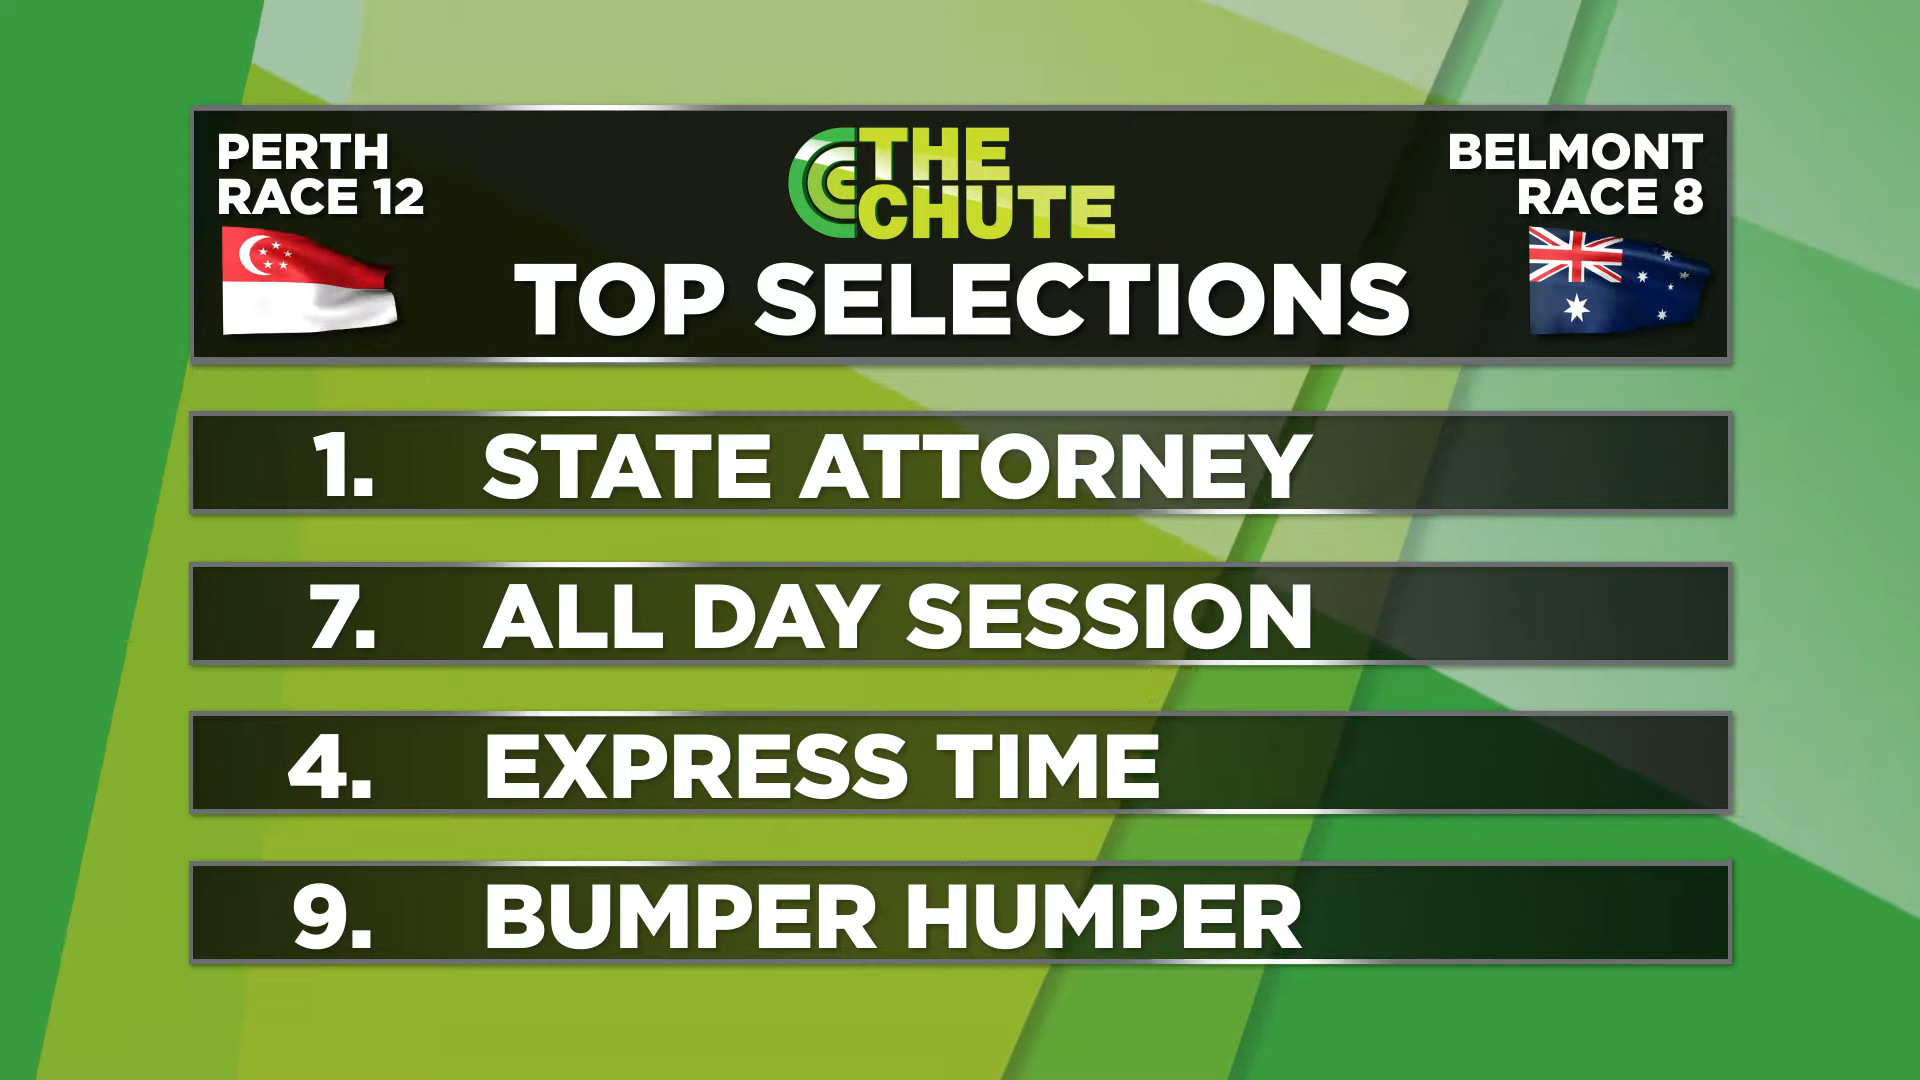 PERTH
RACE 12
THE
CHUTE
BELMONT
RACE 8
TOP SELECTIONS
1. STATE ATTORNEY
7. ALL DAY SESSION
4. EXPRESS TIME
9. BUMPER HUMPER